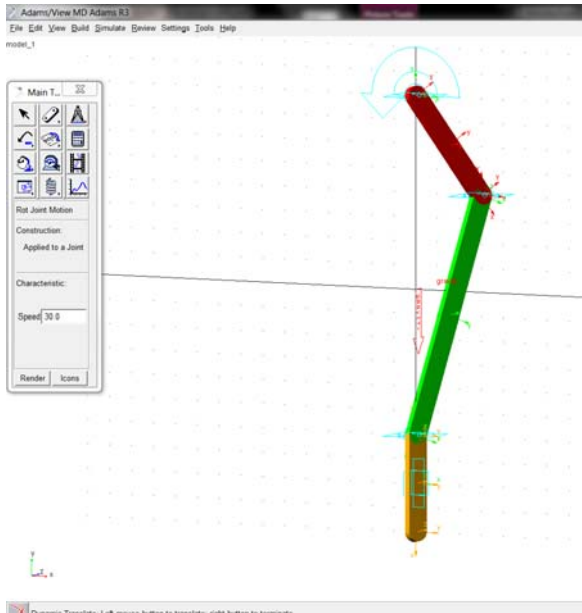 Adams/View MD Adams R3
File Edit View Build Simulate Review Settings Tools Help
model_1
Main T...
Rot Joint Motion
Construction:
Applied to a Joint
Characteristic:
Speed 30.0
Render Icons
Dynamic Translate: Left mouse button to translate; right button to terminate